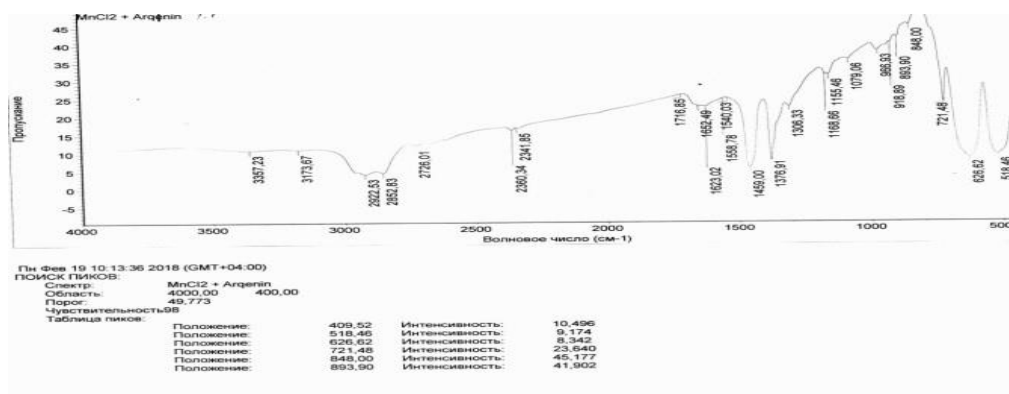 MnCl2 + Arqenin
45
40
35
30
25
20
15
10
5
0
-5
Пропускание
3357,23
3173,67
2922,53
2852,83
2726,01
2360,34
2341,85
1716,85
1652,49
1623,02
1540,03
1558,78
1459,00
1376,91
1306,33
1168,66
1155,46
1079,06
966,93
918,89
893,90
848,00
721,48
626,62
518,46
4000 3500 3000 2500 2000 1500 1000 500
Волновое число (см-1)
Пн Фев 19 10:13:36 2018 (GMT+04:00)
ПОИСК ПИКОВ:
Спектр: MnCl2 + Arqenin
Область: 4000,00 400,00
Порог: 49,773
Чувствительность98
Таблица пиков:
Положение: 409,52 Интенсивность: 10,496
Положение: 518,46 Интенсивность: 9,174
Положение: 626,62 Интенсивность: 8,342
Положение: 721,48 Интенсивность: 23,640
Положение: 848,00 Интенсивность: 45,177
Положение: 893,90 Интенсивность: 41,902